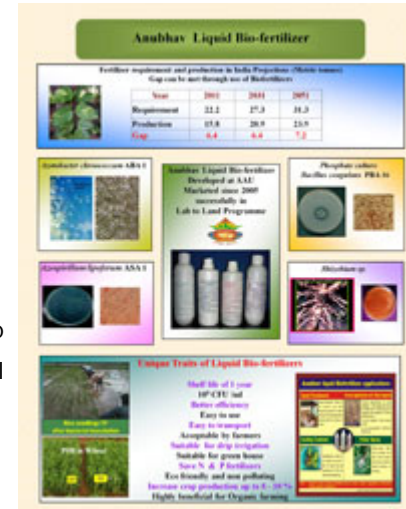 Anubhav Liquid Bio-fertilizer
Fertilizer requirement and production in India Projections (Metric tonnes)
Gap can be met through use of Biofertilizers
Year 2011 2031 2051
Requirement 22.2 27.3 31.3
Production 15.8 20.9 23.9
Gap 6.4 6.4 7.2
Azotobacter chroococcum ABA 1
Anubhav Liquid Bio-fertilizer
Developed at AAU
Marketed since 2005
successfully in
Lab to Land Programme
Phosphate culture
Bacillus coagulans PBA 16
Azospirillum lipoferum ASA 1
Rhizobium sp.
Unique Traits of Liquid Bio-fertilizers
Shelf life of 1 year
CFU /ml
Better efficiency
Easy to use
Easy to transport
Acceptable by farmers
Suitable for drip irrigation
Suitable for green house
Save N & P fertilizers
Eco friendly and non polluting
Increase crop production up to
Highly beneficial for Organic farming
in Wheat